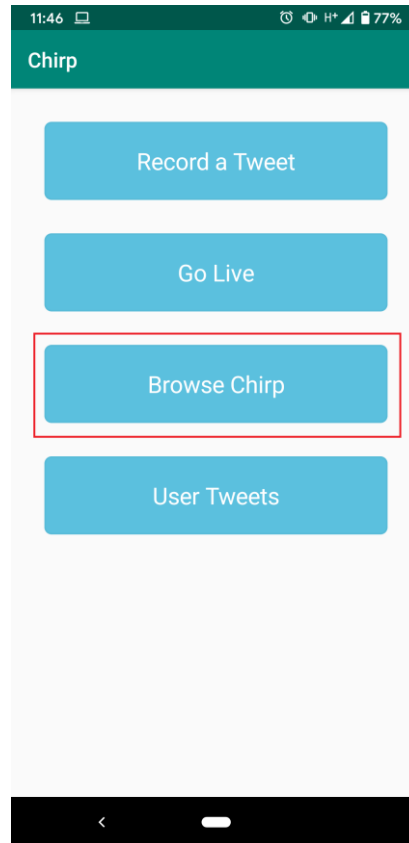 11:46 H+ 77%
Chirp
Record a Tweet
Go Live
Browse Chirp
User Tweets